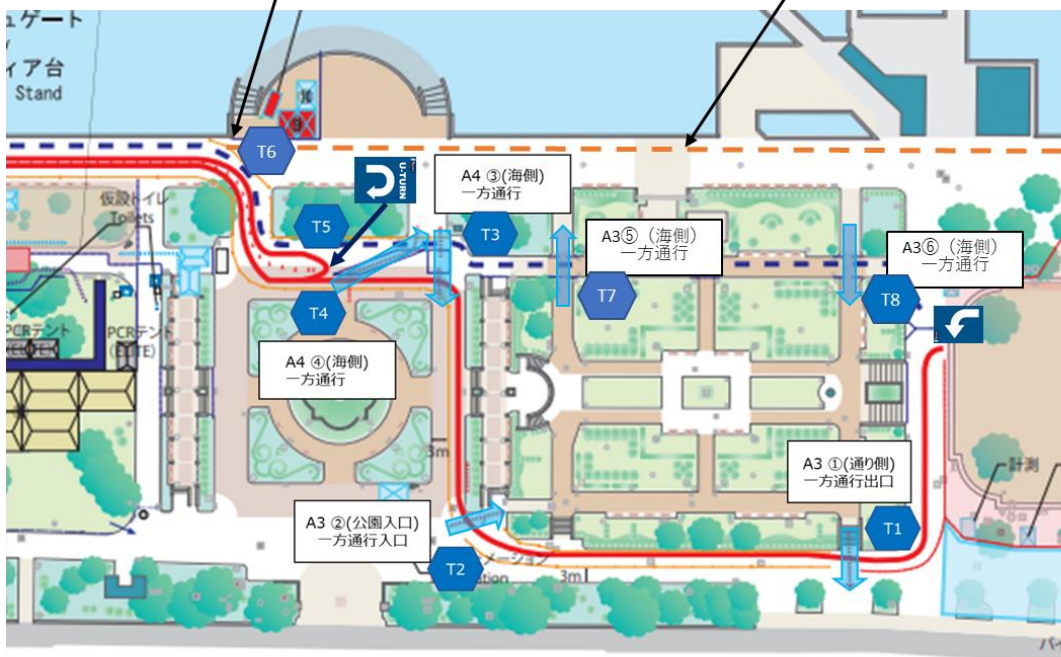 ュゲート
ィア台
Stand
T6
U-TURN
A4 ③(海側)
一方通行
仮設トイレ
Toilets
T5
T3
A3⑤（海側）
一方通行
A3⑥（海側）
一方通行
T7
T8
T4
PCRテント
PCRテント
(ELITE)
A4 ④(海側)
一方通行
3m
A3 ①(通り側)
一方通行出口
計測
A3 ②(公園入口)
一方通行入口
T1
T2
メーション
ation
3m
バイ